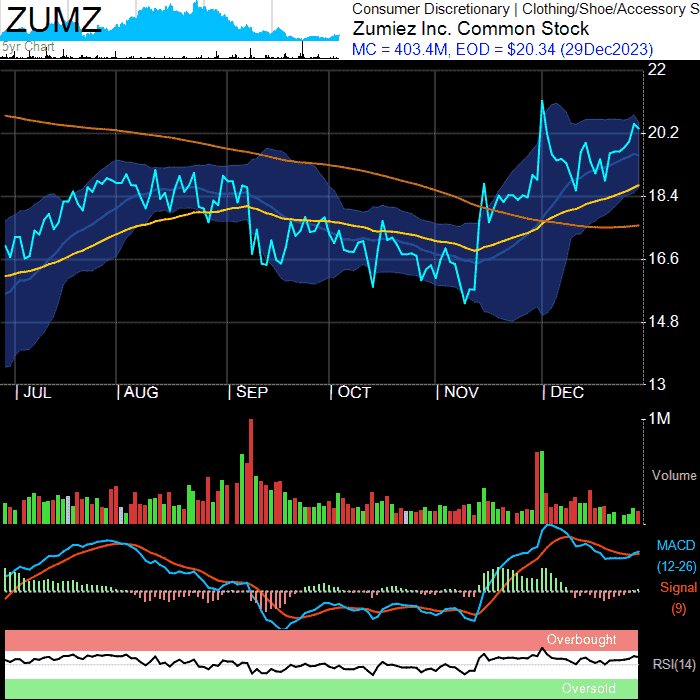 ZUMZ
5yr Chart
Consumer Discretionary | Clothing/Shoe/Accessory S
Zumiez Inc. Common Stock
MC = 403.4M, EOD = $20.34 (29Dec2023)
22
20.2
18.4
16.6
14.8
13
JUL AUG SEP OCT NOV DEC
1M
Volume
MACD
(12-26)
Signal
(9)
Overbought
RSI(14)
Oversold